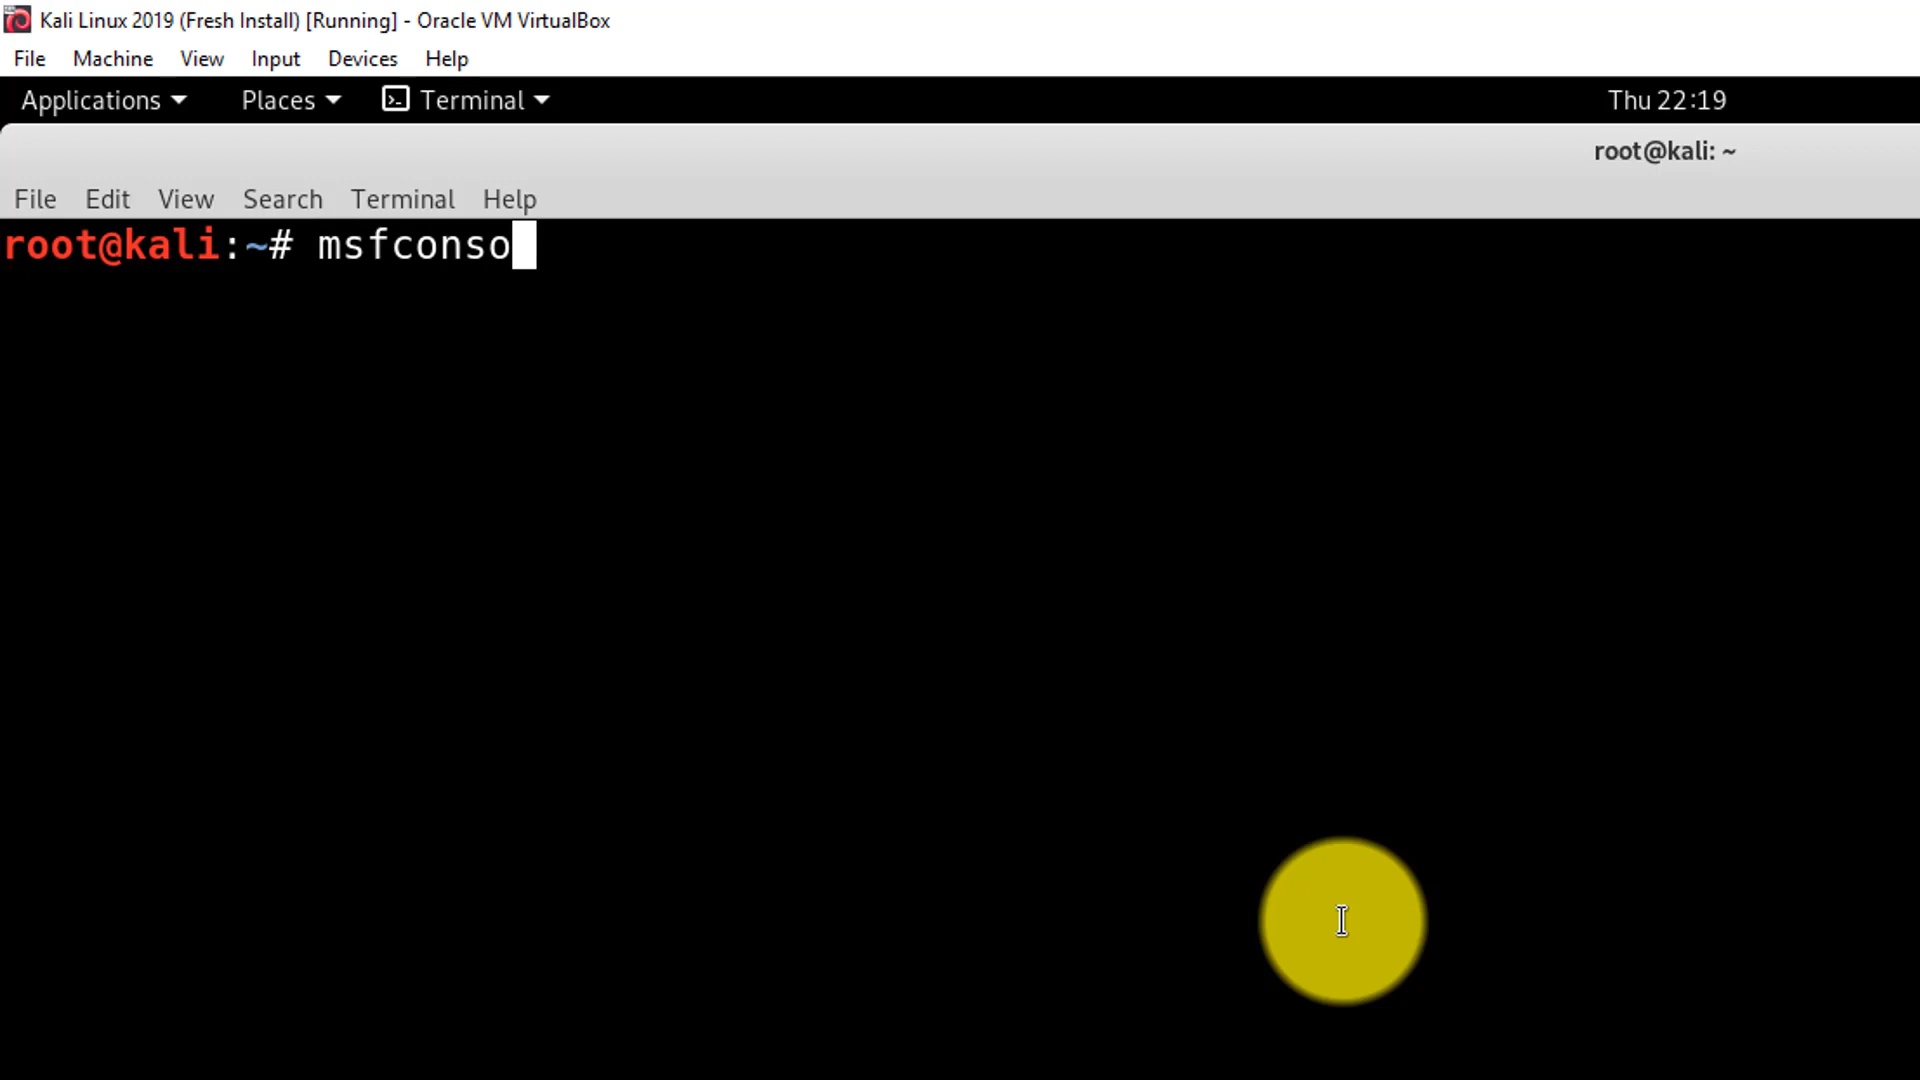 Kali Linux 2019 (Fresh Install) [Running] - Oracle VM VirtualBox
File Machine View Input Devices Help
Applications Places Terminal Thu 22:19
root@kali: ~
File Edit View Search Terminal Help
root@kali:~# msfconso